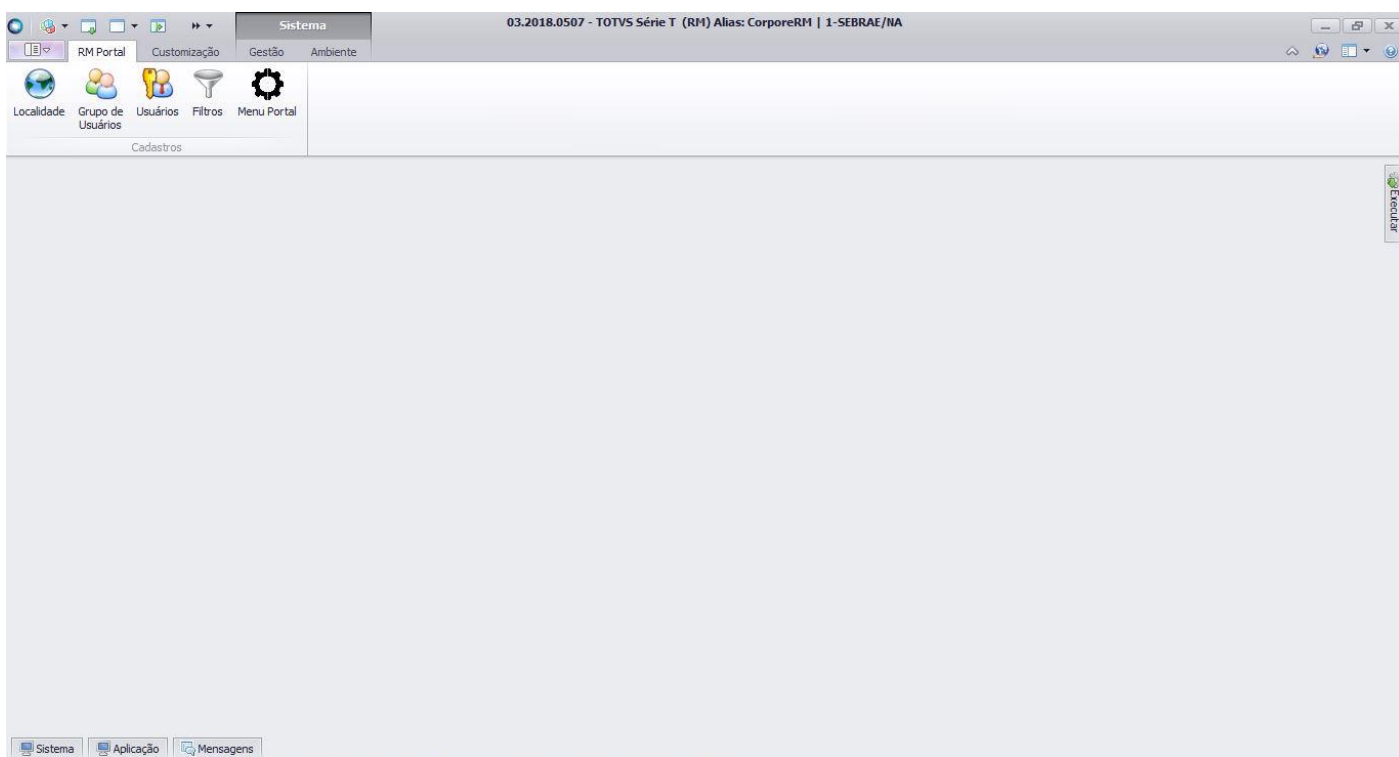 Sistema
03.2018.0507 - TOTVS Série T (RM) Alias: CorporeRM | 1-SEBRAE/NA
RM Portal Customização Gestão Ambiente
Localidade Grupo de Usuários Usuários Filtros Menu Portal
Cadastros
Executar
Sistema Aplicação Mensagens